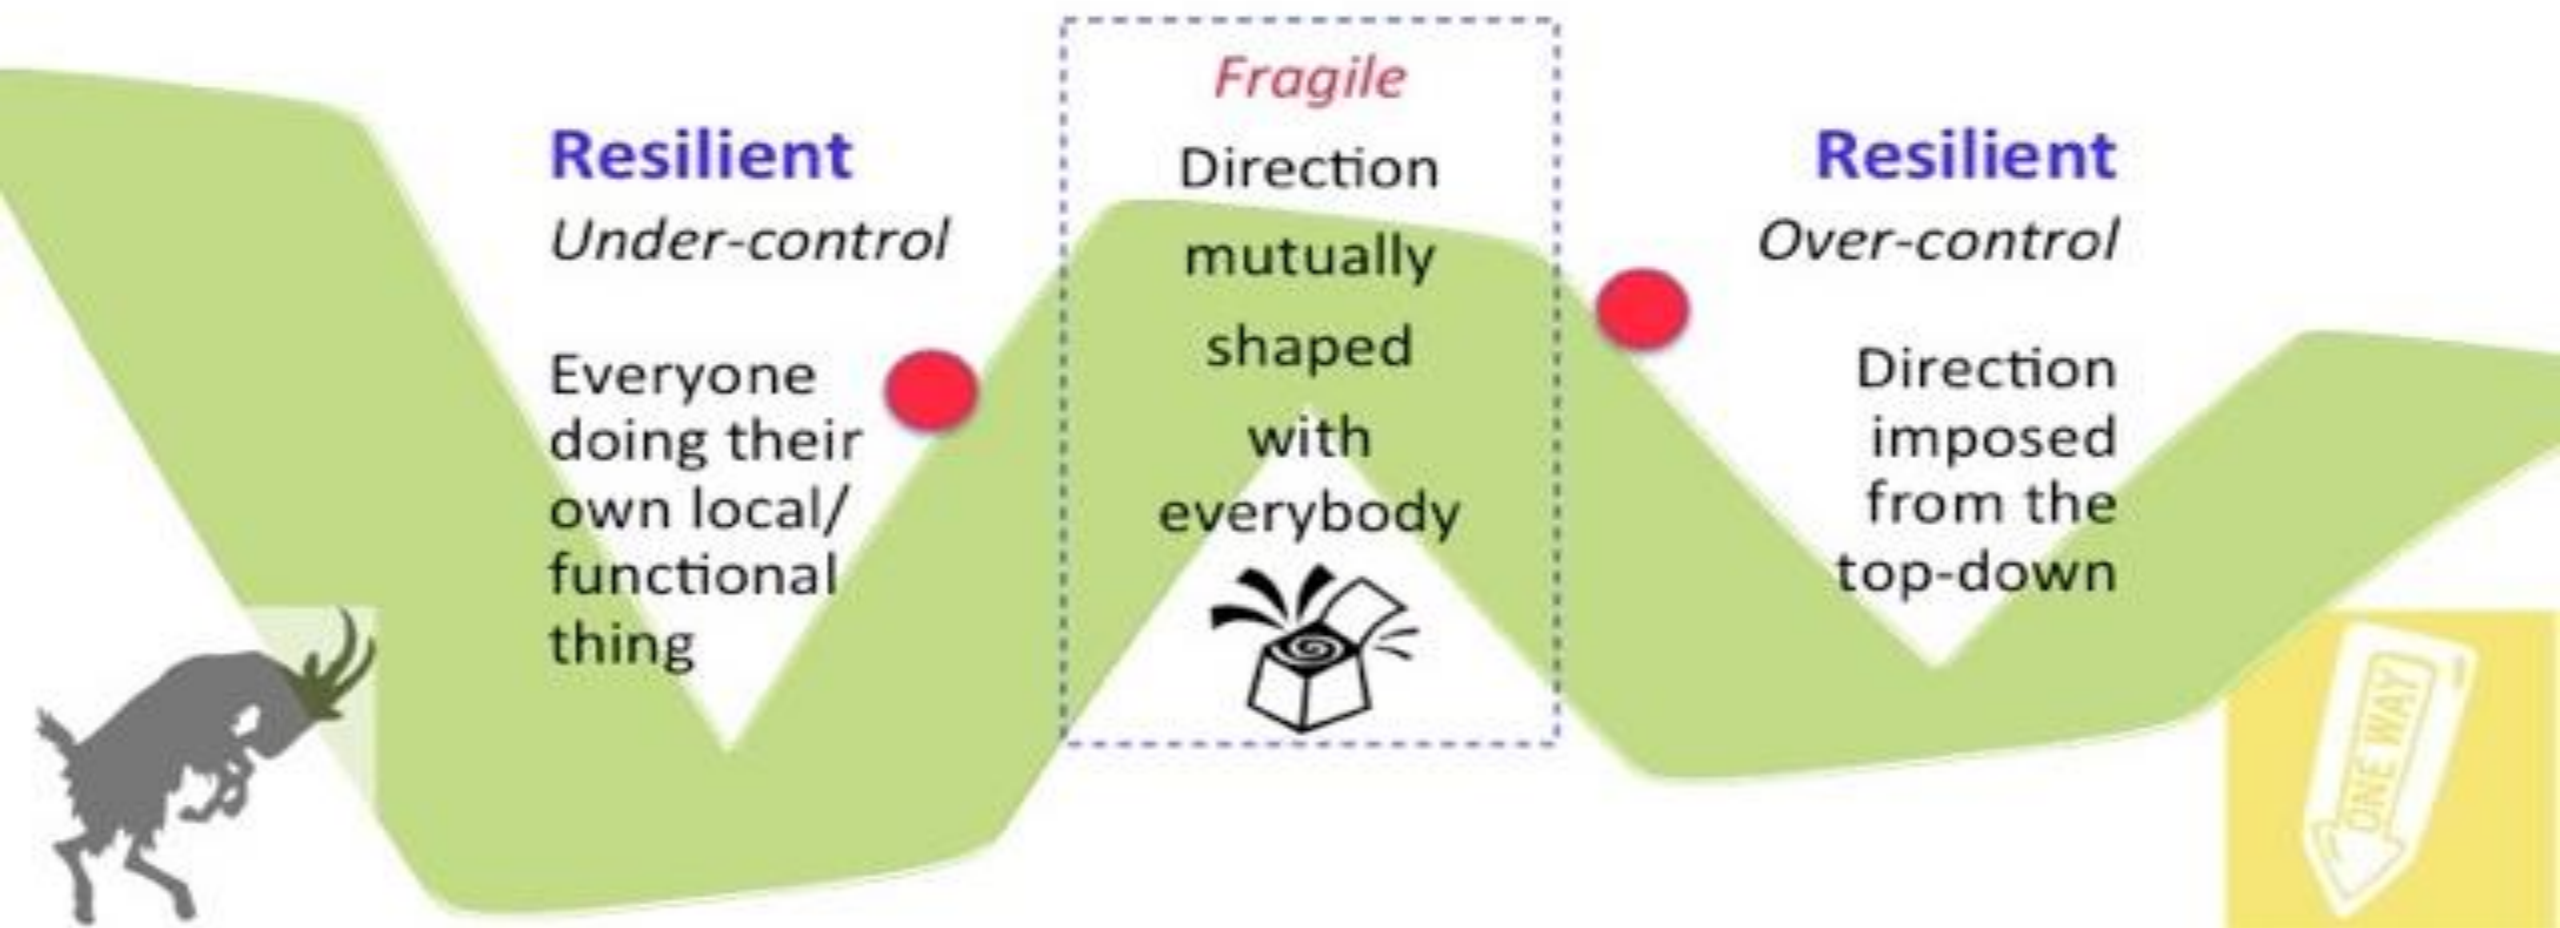 Resilient
Under-control
Everyone
doing their
own local/
functional
thing
Fragile
Direction
mutually
shaped
with
everybody
Resilient
Over-control
Direction
imposed
from the
top-down
ONE WAY